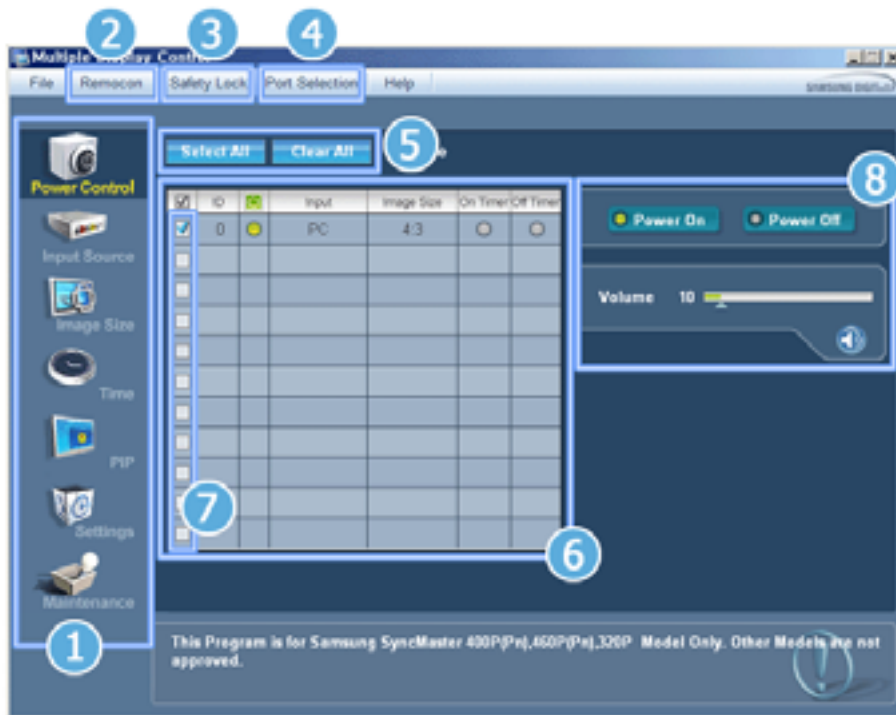 2 3 4
Multiple Display Control
File Remocon Safety Lock Port Selection Help
SAMSUNG DIGITall
Select All Clear All 5
8
Power Control
ID Input Image Size On Timer Off Timer
0 PC 4:3
Power On Power Off
Input Source
Volume 10
Image Size
Time
PIP
7
Settings
6
Maintenance
1
This Program is for Samsung SyncMaster 400P(Pn),460P(Pn),320P Model Only. Other Models are not
approved.